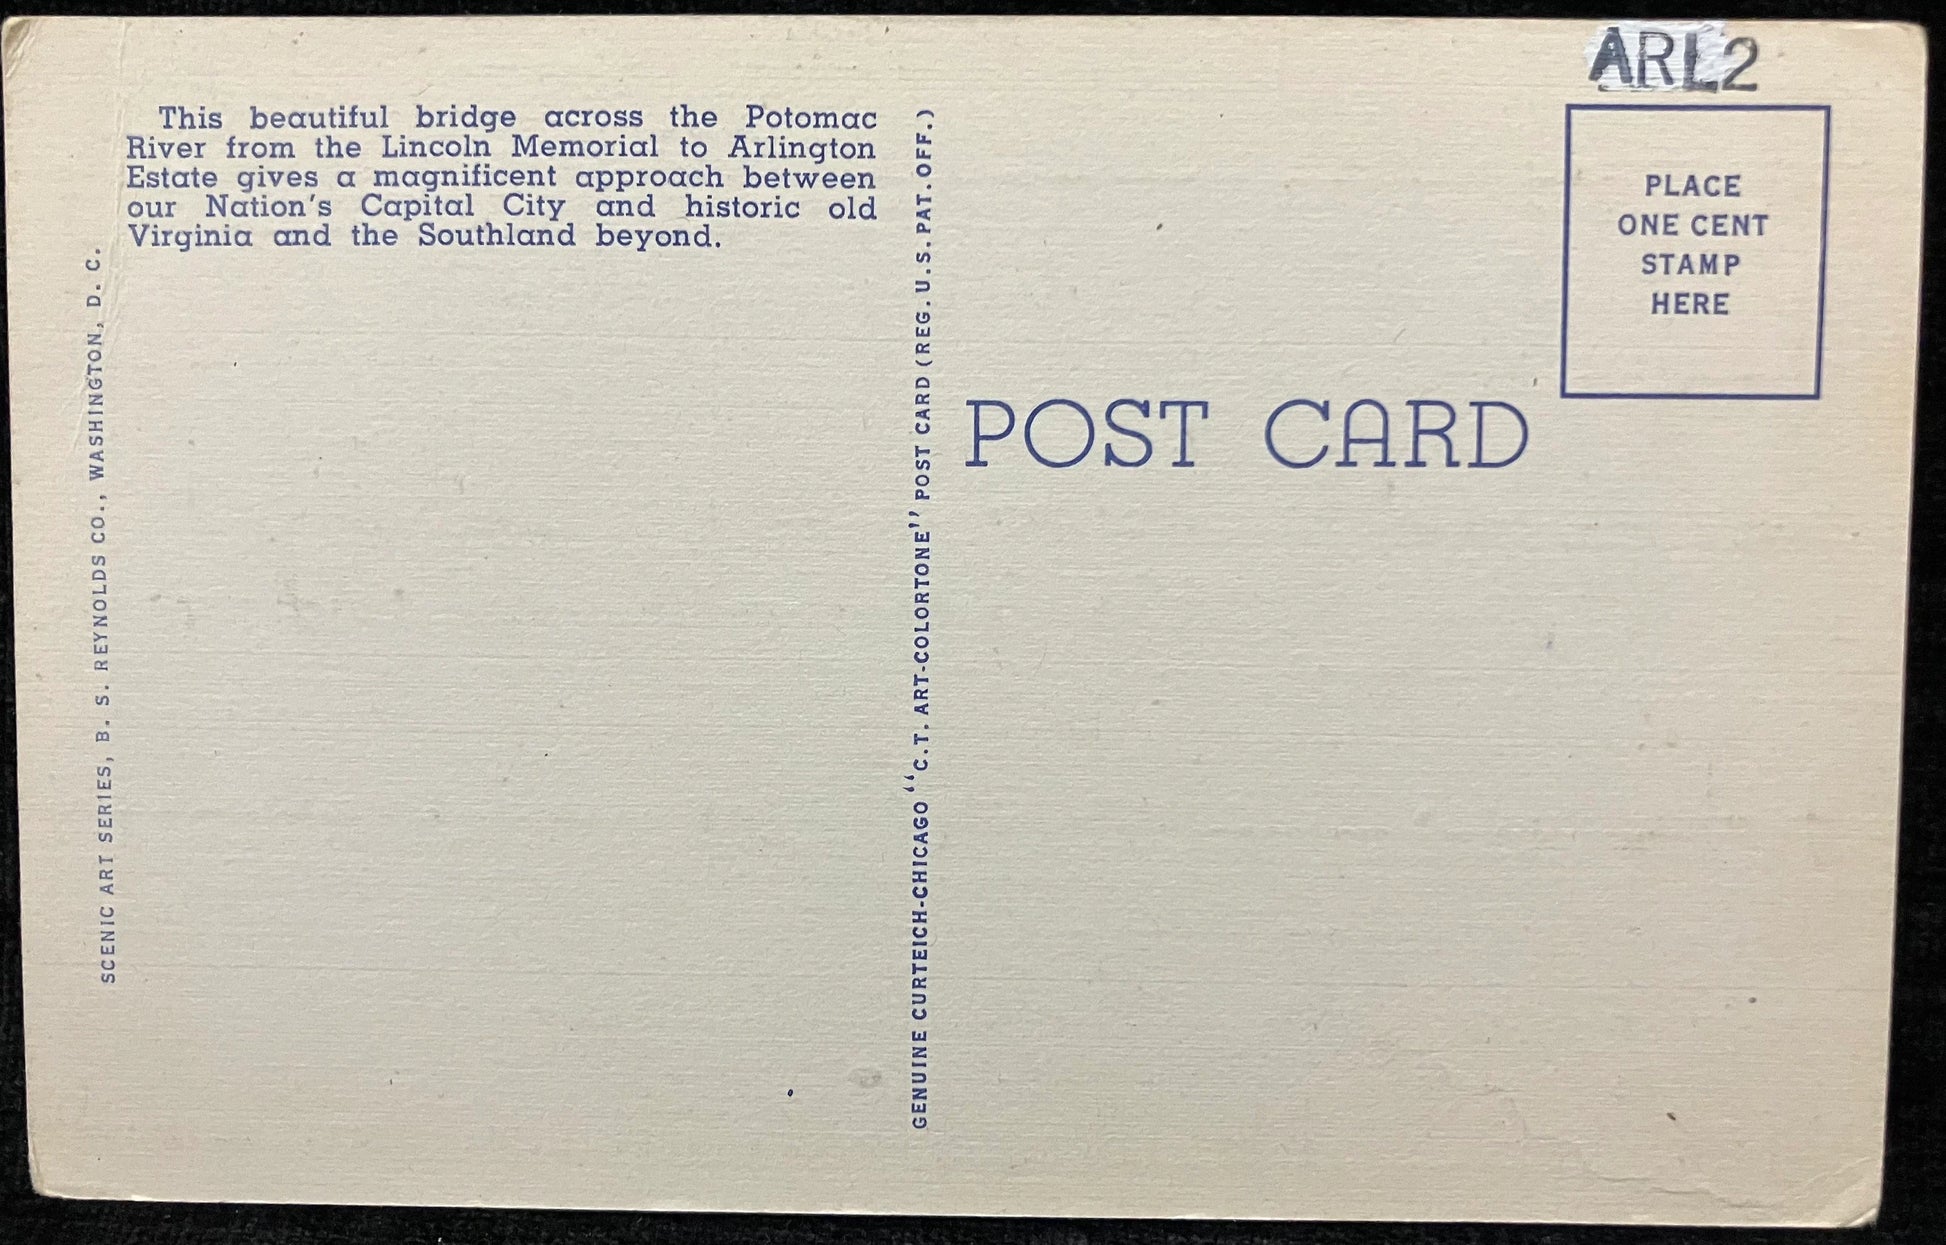 ARL2
This beautiful bridge across the Potomac
River from the Lincoln Memorial to Arlington
Estate gives a magnificent approach between
our Nation's Capital City and historic old
Virginia and the Southland beyond.
SCENIC ART SERIES, B. S. REYNOLDS CO., WASHINGTON, D. C.
GENUINE CURTEICH-CHICAGO "C.T. ART-COLORTONE" POST CARD (REG. U.S. PAT. OFF.)
POST CARD
PLACE
ONE CENT
STAMP
HERE